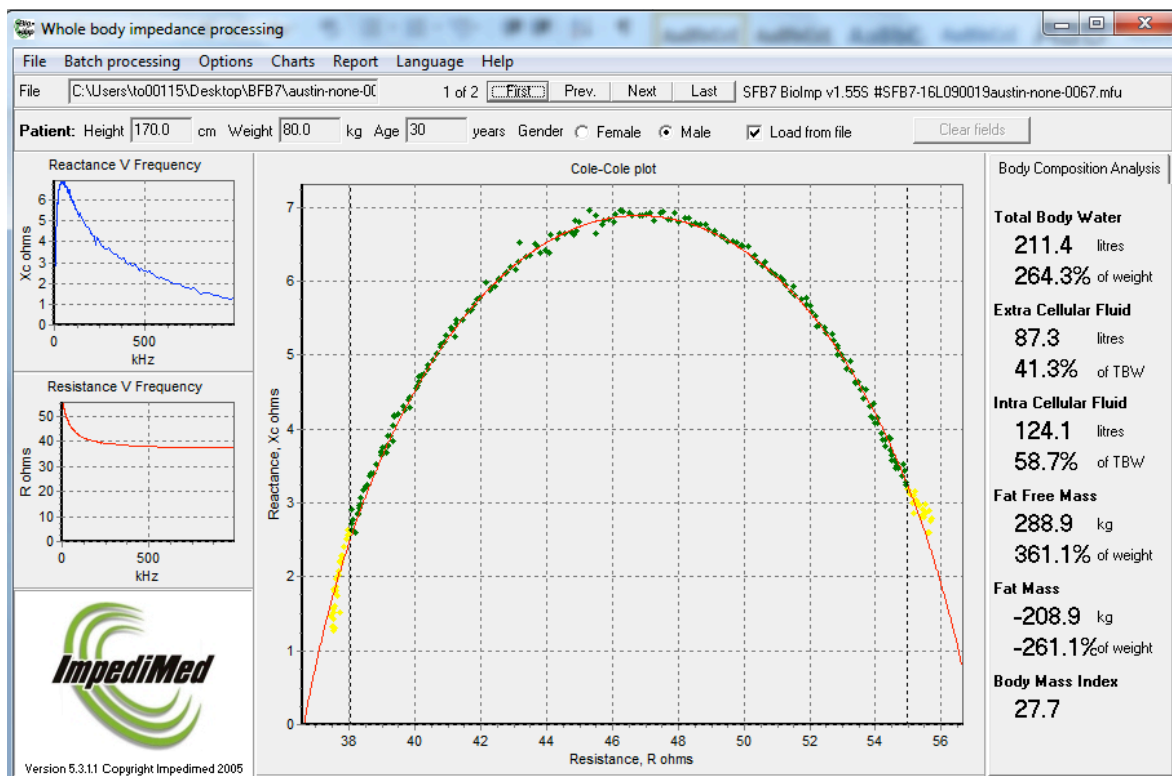 Whole body impedance processing
File Batch processing Options Charts Report Language Help
File C:\Users\to00115\Desktop\BFB7\austin-none-0( 1 of 2 First Prev. Next Last SFB7 BioImp v1.55S #SFB7-16L090019austin-none-0067.mfu
Patient: Height 170.0 cm Weight 80.0 kg Age 30 years Gender Female Male Load from file Clear fields
Reactance V Frequency
Xc ohms
6
5
4
3
2
1
0
0 500
kHz
Resistance V Frequency
R ohms
50
40
30
20
10
0
0 500
kHz
ImpediMed
Version 5.3.1.1 Copyright Impedimed 2005
Cole-Cole plot
Reactance, Xc ohms
7
6
5
4
3
2
1
0
38 40 42 44 46 48 50 52 54 56
Resistance, R ohms
Body Composition Analysis
Total Body Water
211.4 litres
264.3% of weight
Extra Cellular Fluid
87.3 litres
41.3% of TBW
Intra Cellular Fluid
124.1 litres
58.7% of TBW
Fat Free Mass
288.9 kg
361.1% of weight
Fat Mass
-208.9 kg
-261.1% of weight
Body Mass Index
27.7